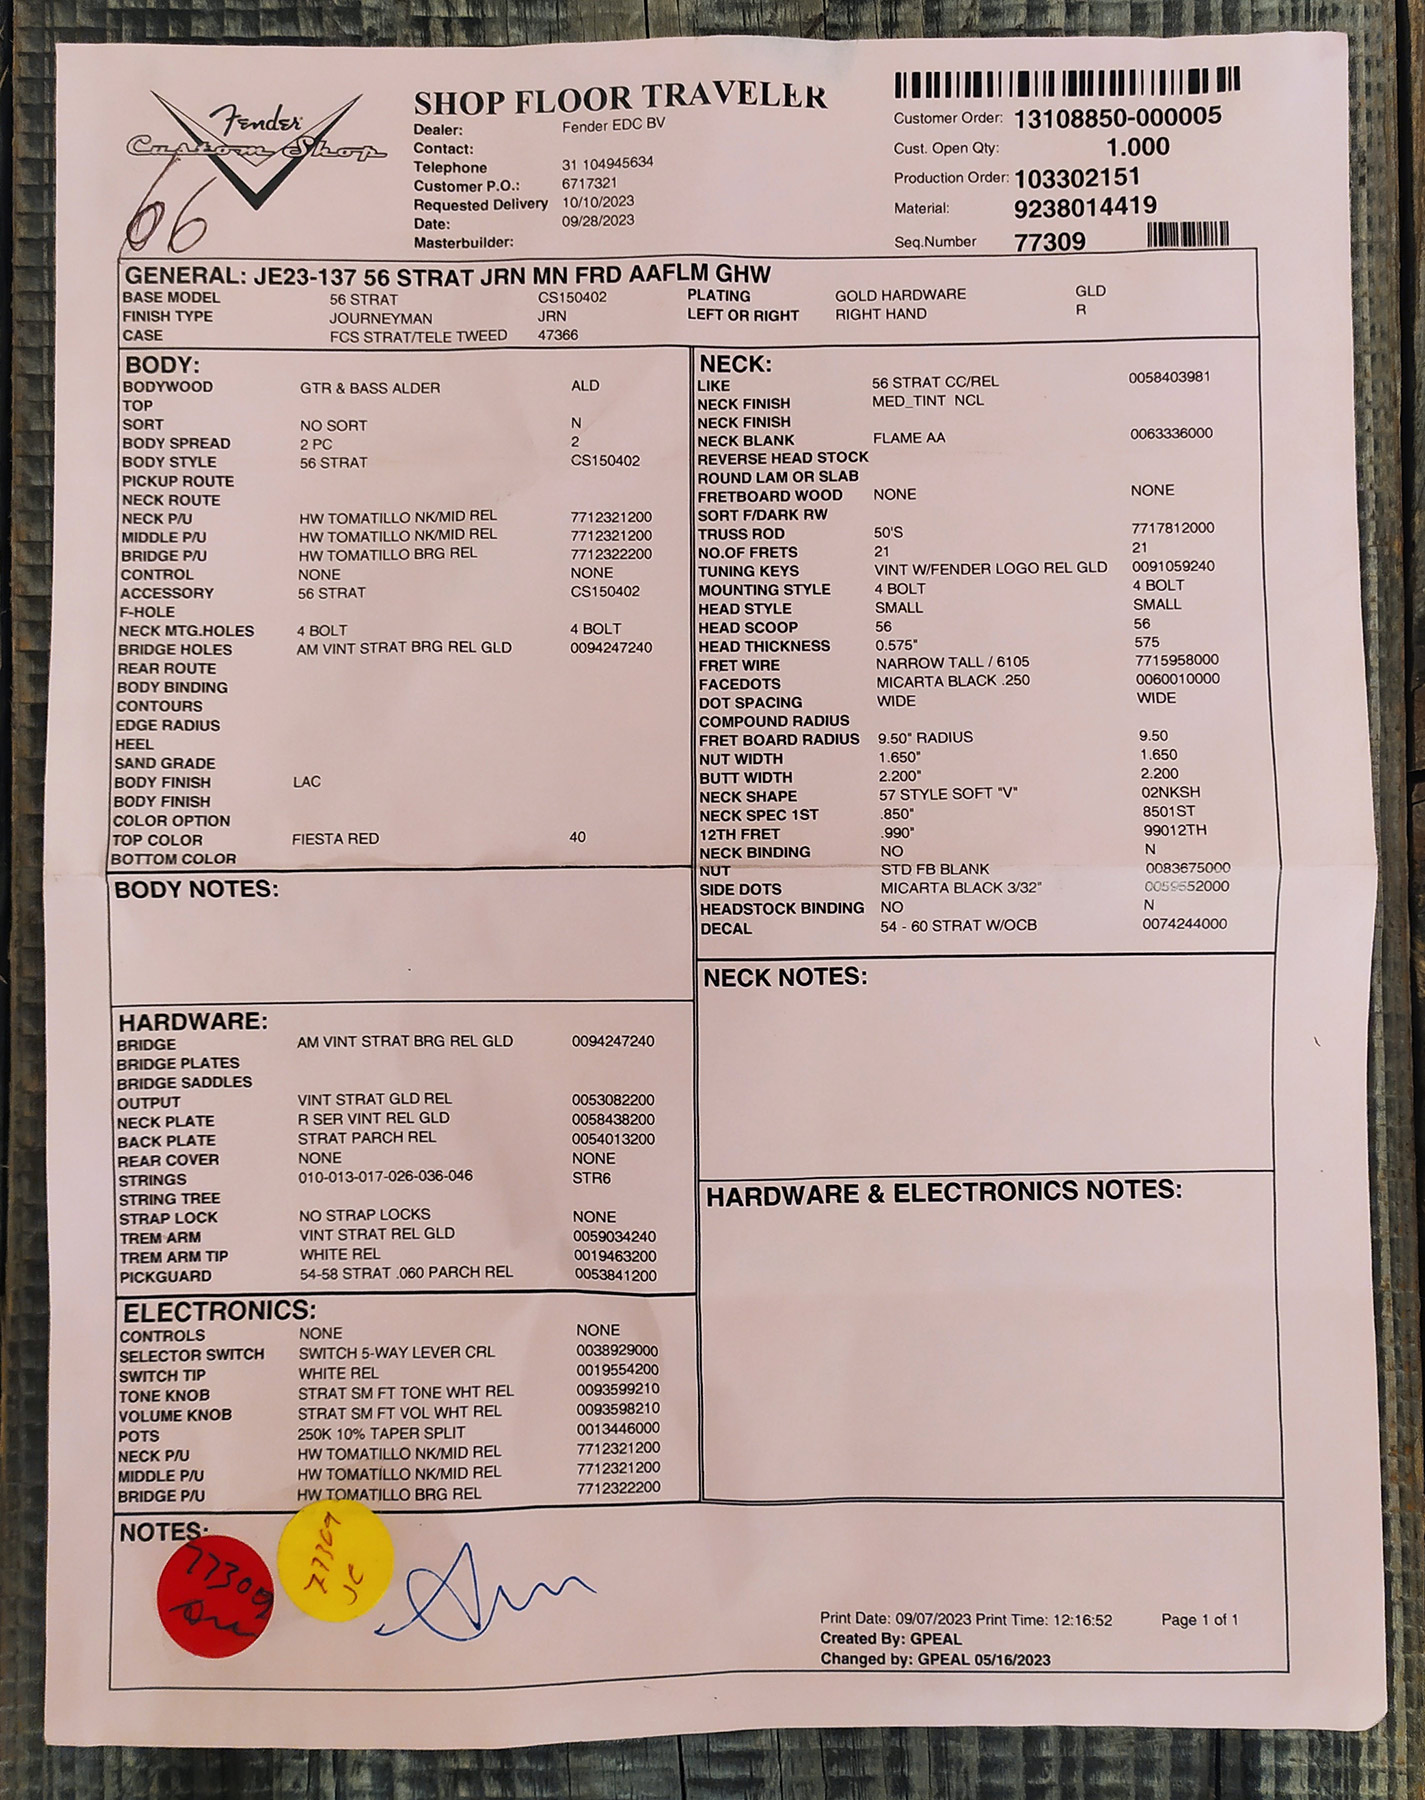 SHOP FLOOR TRAVELER
Fender
Custom Shop
66
Dealer: Fender EDC BV
Contact:
Telephone 31 104945634
Customer P.O.: 6717321
Requested Delivery 10/10/2023
Date: 09/28/2023
Masterbuilder:
Customer Order: 13108850-000005
Cust. Open Qty: 1.000
Production Order: 103302151
Material: 9238014419
Seq.Number 77309
GENERAL: JE23-137 56 STRAT JRN MN FRD AAFLM GHW
BASE MODEL 56 STRAT CS150402 PLATING GOLD HARDWARE GLD
FINISH TYPE JOURNEYMAN JRN LEFT OR RIGHT RIGHT HAND R
CASE FCS STRAT/TELE TWEED 47366
BODY:
BODYWOOD GTR & BASS ALDER ALD
TOP
SORT NO SORT N
BODY SPREAD 2 PC 2
BODY STYLE 56 STRAT CS150402
PICKUP ROUTE
NECK ROUTE
NECK P/U HW TOMATILLO NK/MID REL 7712321200
MIDDLE P/U HW TOMATILLO NK/MID REL 7712321200
BRIDGE P/U HW TOMATILLO BRG REL 7712322200
CONTROL NONE NONE
ACCESSORY 56 STRAT CS150402
F-HOLE
NECK MTG.HOLES 4 BOLT 4 BOLT
BRIDGE HOLES AM VINT STRAT BRG REL GLD 0094247240
REAR ROUTE
BODY BINDING
CONTOURS
EDGE RADIUS
HEEL
SAND GRADE
BODY FINISH LAC
BODY FINISH
COLOR OPTION
TOP COLOR FIESTA RED 40
BOTTOM COLOR
BODY NOTES:
HARDWARE:
BRIDGE AM VINT STRAT BRG REL GLD 0094247240
BRIDGE PLATES
BRIDGE SADDLES
OUTPUT VINT STRAT GLD REL 0053082200
NECK PLATE R SER VINT REL GLD 0058438200
BACK PLATE STRAT PARCH REL 0054013200
REAR COVER NONE NONE
STRINGS 010-013-017-026-036-046 STR6
STRING TREE
STRAP LOCK NO STRAP LOCKS NONE
TREM ARM VINT STRAT REL GLD 0059034240
TREM ARM TIP WHITE REL 0019463200
PICKGUARD 54-58 STRAT .060 PARCH REL 0053841200
ELECTRONICS:
CONTROLS NONE NONE
SELECTOR SWITCH SWITCH 5-WAY LEVER CRL 0038929000
SWITCH TIP WHITE REL 0019554200
TONE KNOB STRAT SM FT TONE WHT REL 0093599210
VOLUME KNOB STRAT SM FT VOL WHT REL 0093598210
POTS 250K 10% TAPER SPLIT 0013446000
NECK P/U HW TOMATILLO NK/MID REL 7712321200
MIDDLE P/U HW TOMATILLO NK/MID REL 7712321200
BRIDGE P/U HW TOMATILLO BRG REL 7712322200
NECK:
LIKE 56 STRAT CC/REL 0058403981
NECK FINISH MED_TINT NCL
NECK FINISH
NECK BLANK FLAME AA 0063336000
REVERSE HEAD STOCK
ROUND LAM OR SLAB
FRETBOARD WOOD NONE NONE
SORT F/DARK RW
TRUSS ROD 50'S 7717812000
NO.OF FRETS 21 21
TUNING KEYS VINT W/FENDER LOGO REL GLD 0091059240
MOUNTING STYLE 4 BOLT 4 BOLT
HEAD STYLE SMALL SMALL
HEAD SCOOP 56 56
HEAD THICKNESS 0.575" 575
FRET WIRE NARROW TALL / 6105 7715958000
FACEDOTS MICARTA BLACK .250 0060010000
DOT SPACING WIDE WIDE
COMPOUND RADIUS
FRET BOARD RADIUS 9.50" RADIUS 9.50
NUT WIDTH 1.650" 1.650
BUTT WIDTH 2.200" 2.200
NECK SHAPE 57 STYLE SOFT "V" 02NKSH
NECK SPEC 1ST .850" 8501ST
12TH FRET .990" 99012TH
NECK BINDING NO N
NUT STD FB BLANK 0083675000
SIDE DOTS MICARTA BLACK 3/32" 0059552000
HEADSTOCK BINDING NO N
DECAL 54 - 60 STRAT W/OCB 0074244000
NECK NOTES:
HARDWARE & ELECTRONICS NOTES:
NOTES:
77309
77309
JC
Print Date: 09/07/2023 Print Time: 12:16:52 Page 1 of 1
Created By: GPEAL
Changed by: GPEAL 05/16/2023